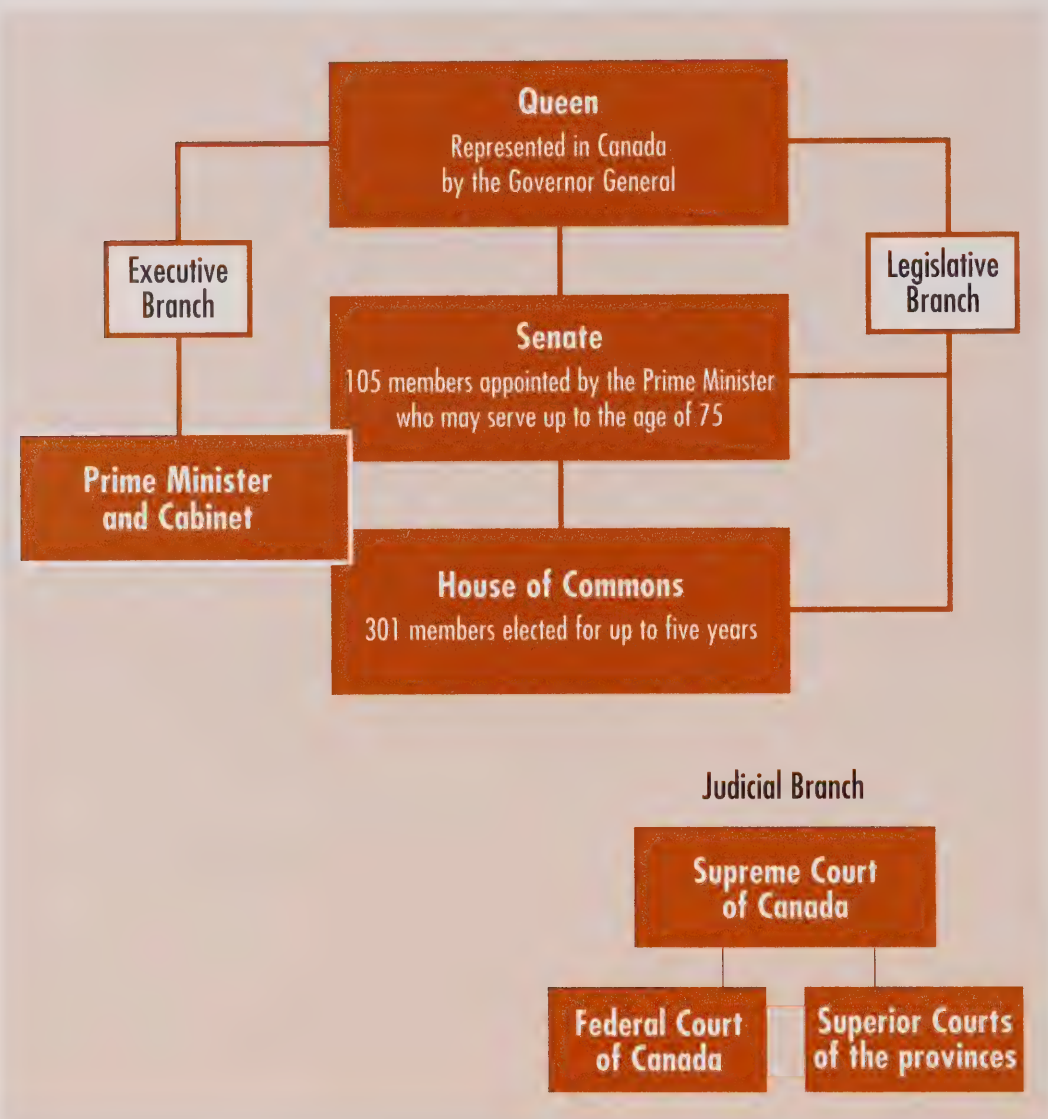 Queen
Represented in Canada
by the Governor General
Executive
Branch
Legislative
Branch
Senate
105 members appointed by the Prime Minister
who may serve up to the age of 75
Prime Minister
and Cabinet
House of Commons
301 members elected for up to five years
Judicial Branch
Supreme Court
of Canada
Federal Court
of Canada
Superior Courts
of the provinces